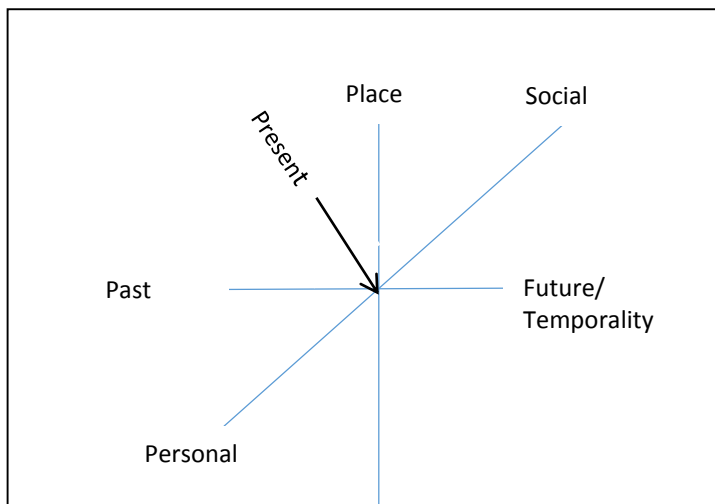 Place
Social
Present
Past
Future/
Temporality
Personal